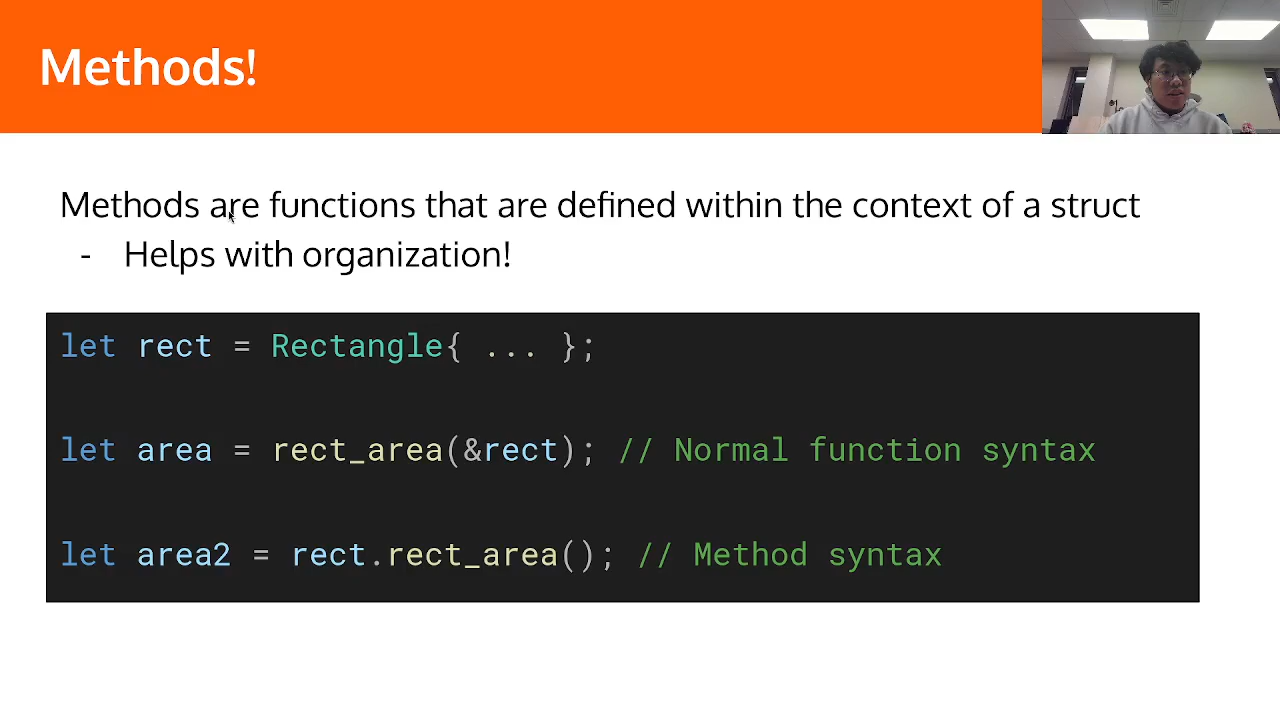 Methods!
Methods are functions that are defined within the context of a struct
- Helps with organization!
let rect = Rectangle{ ... };
let area = rect_area(&rect); // Normal function syntax
let area2 = rect.rect_area(); // Method syntax